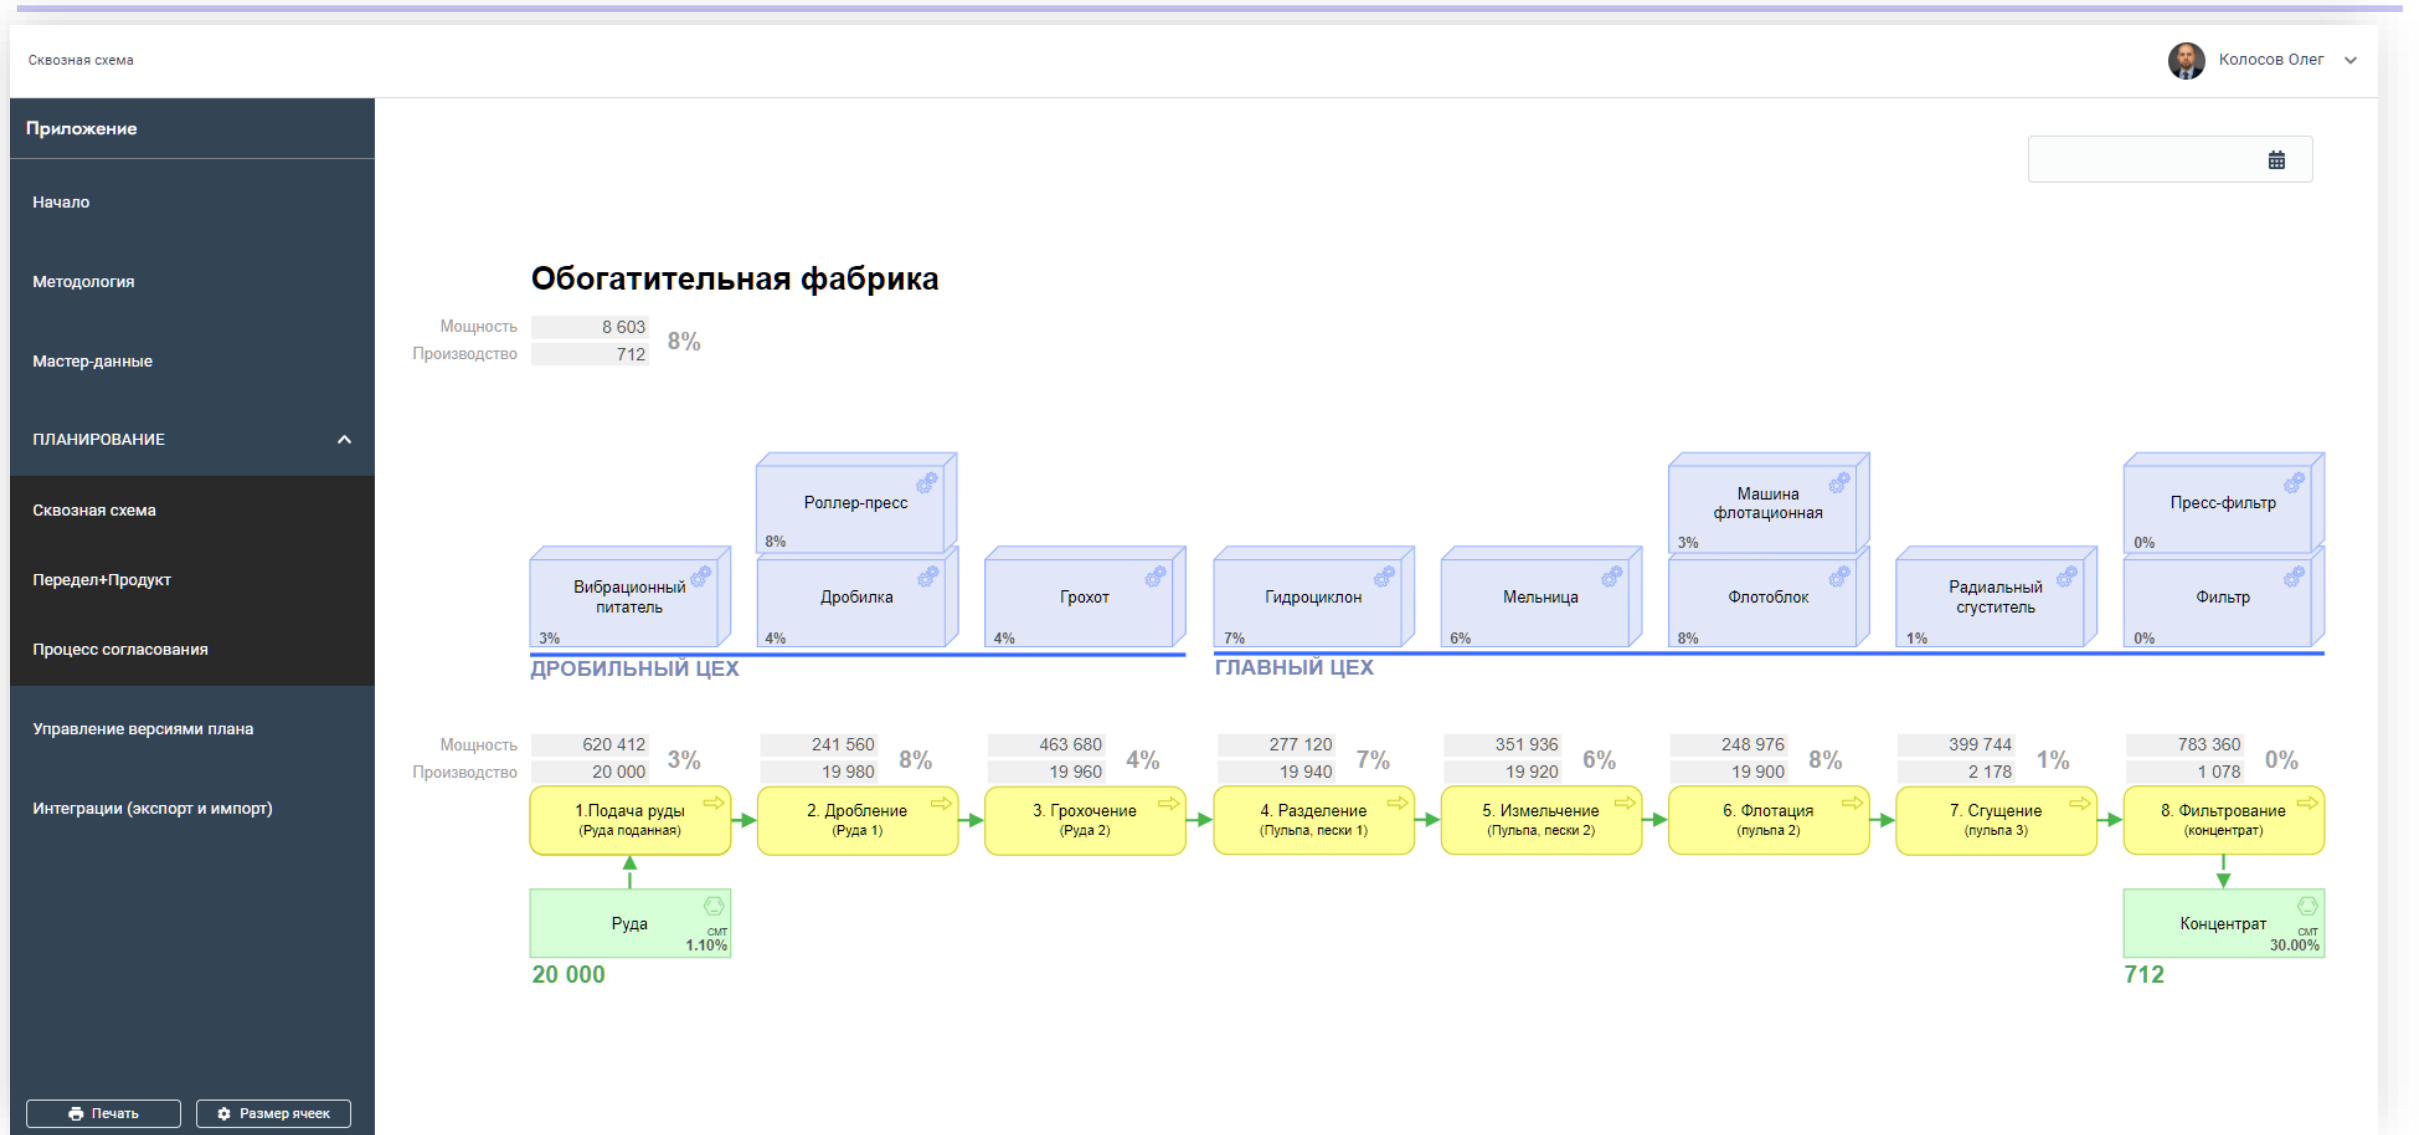 Сквозная схема
Колосов Олег
Приложение
Начало
Методология
Мастер-данные
ПЛАНИРОВАНИЕ
Сквозная схема
Передел+Продукт
Процесс согласования
Управление версиями плана
Интеграции (экспорт и импорт)
Печать
Размер ячеек
Обогатительная фабрика
Мощность 8 603
Производство 712
8%
Роллер-пресс
8%
Машина
флотационная
3%
Пресс-фильтр
0%
Вибрационный
питатель
3%
Дробилка
4%
Грохот
4%
Гидроциклон
7%
Мельница
6%
Флотоблок
8%
Радиальный
сгуститель
1%
Фильтр
0%
ДРОБИЛЬНЫЙ ЦЕХ
ГЛАВНЫЙ ЦЕХ
Мощность 620 412 241 560 463 680 277 120 351 936 248 976 399 744 783 360
3% 8% 4% 7% 6% 8% 1% 0%
Производство 20 000 19 980 19 960 19 940 19 920 19 900 2 178 1 078
1.Подача руды
(Руда поданная)
2. Дробление
(Руда 1)
3. Грохочение
(Руда 2)
4. Разделение
(Пульпа, пески 1)
5. Измельчение
(Пульпа, пески 2)
6. Флотация
(пульпа 2)
7. Сгущение
(пульпа 3)
8. Фильтрование
(концентрат)
Руда
СМТ
1.10%
20 000
Концентрат
СМТ
30.00%
712